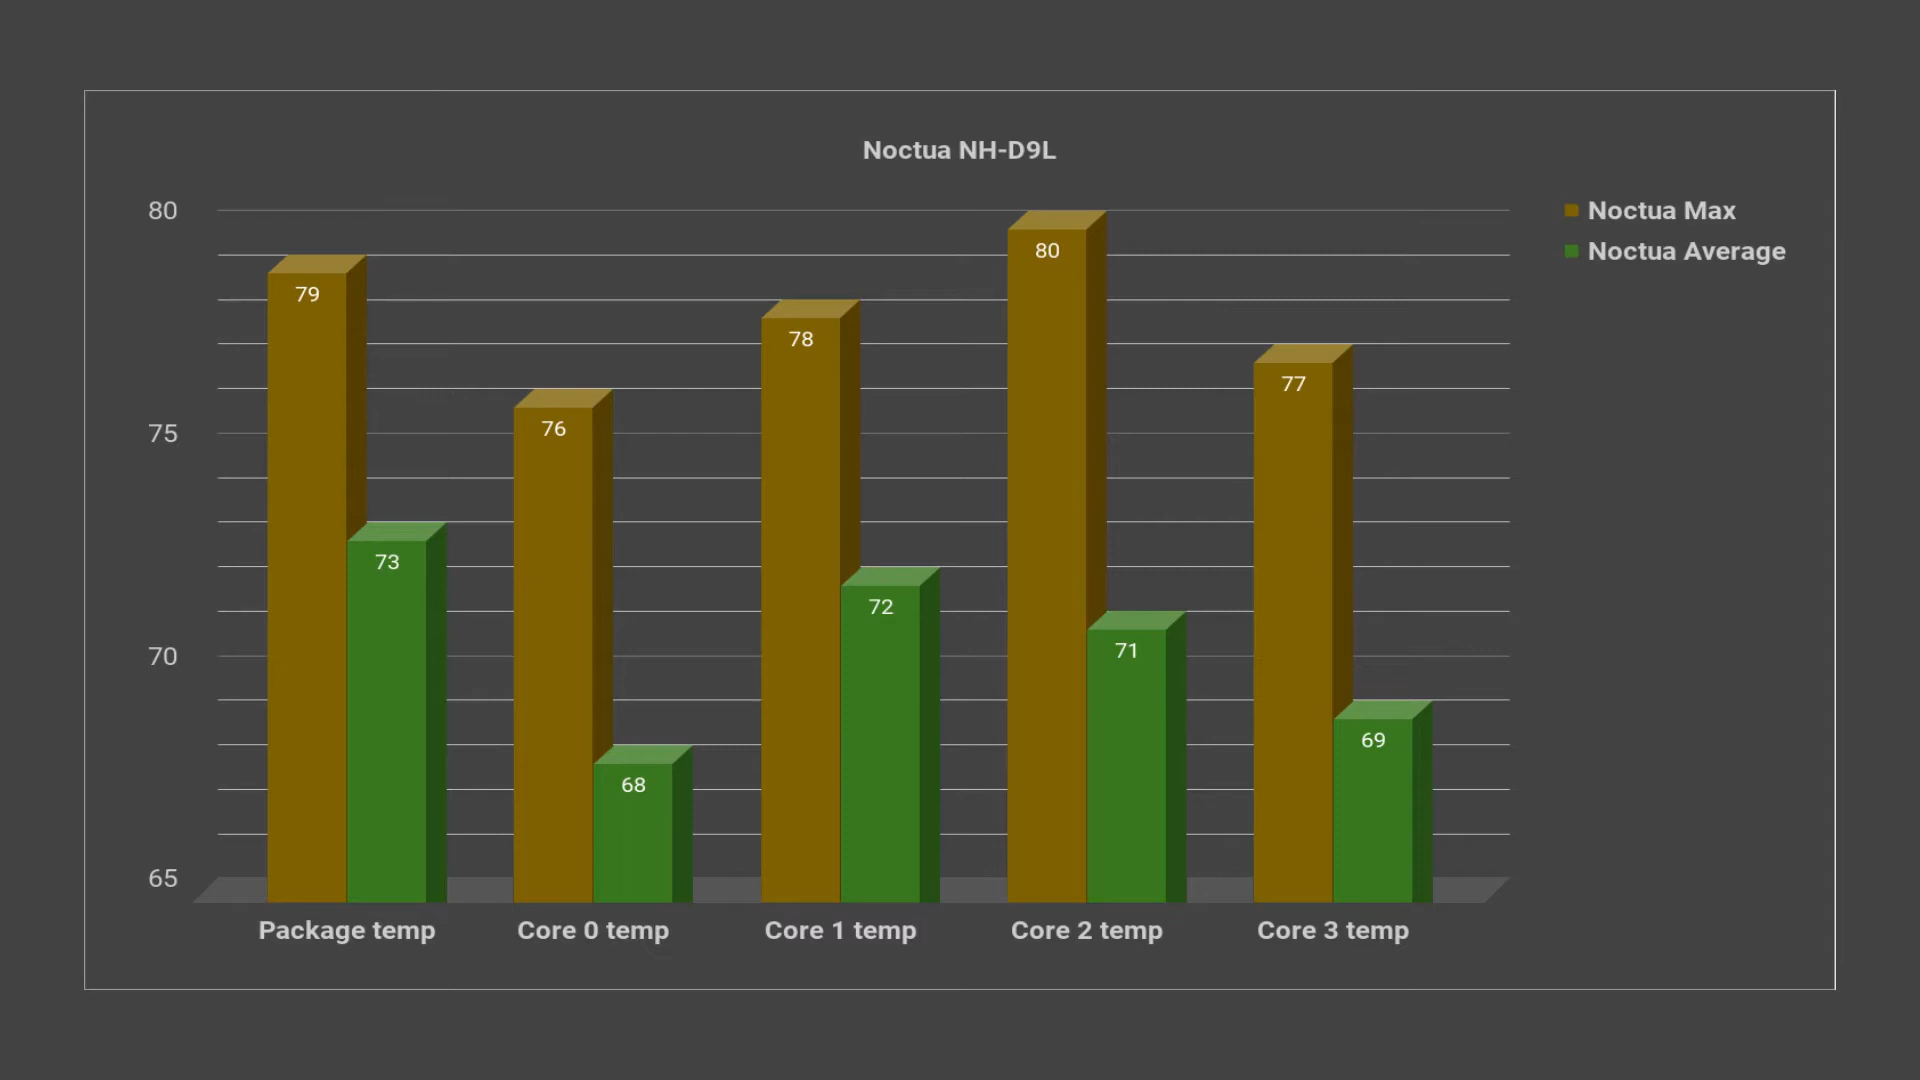 Noctua NH-D9L
Noctua Max
Noctua Average
80
75
70
65
79
73
76
68
78
72
80
71
77
69
Package temp
Core 0 temp
Core 1 temp
Core 2 temp
Core 3 temp